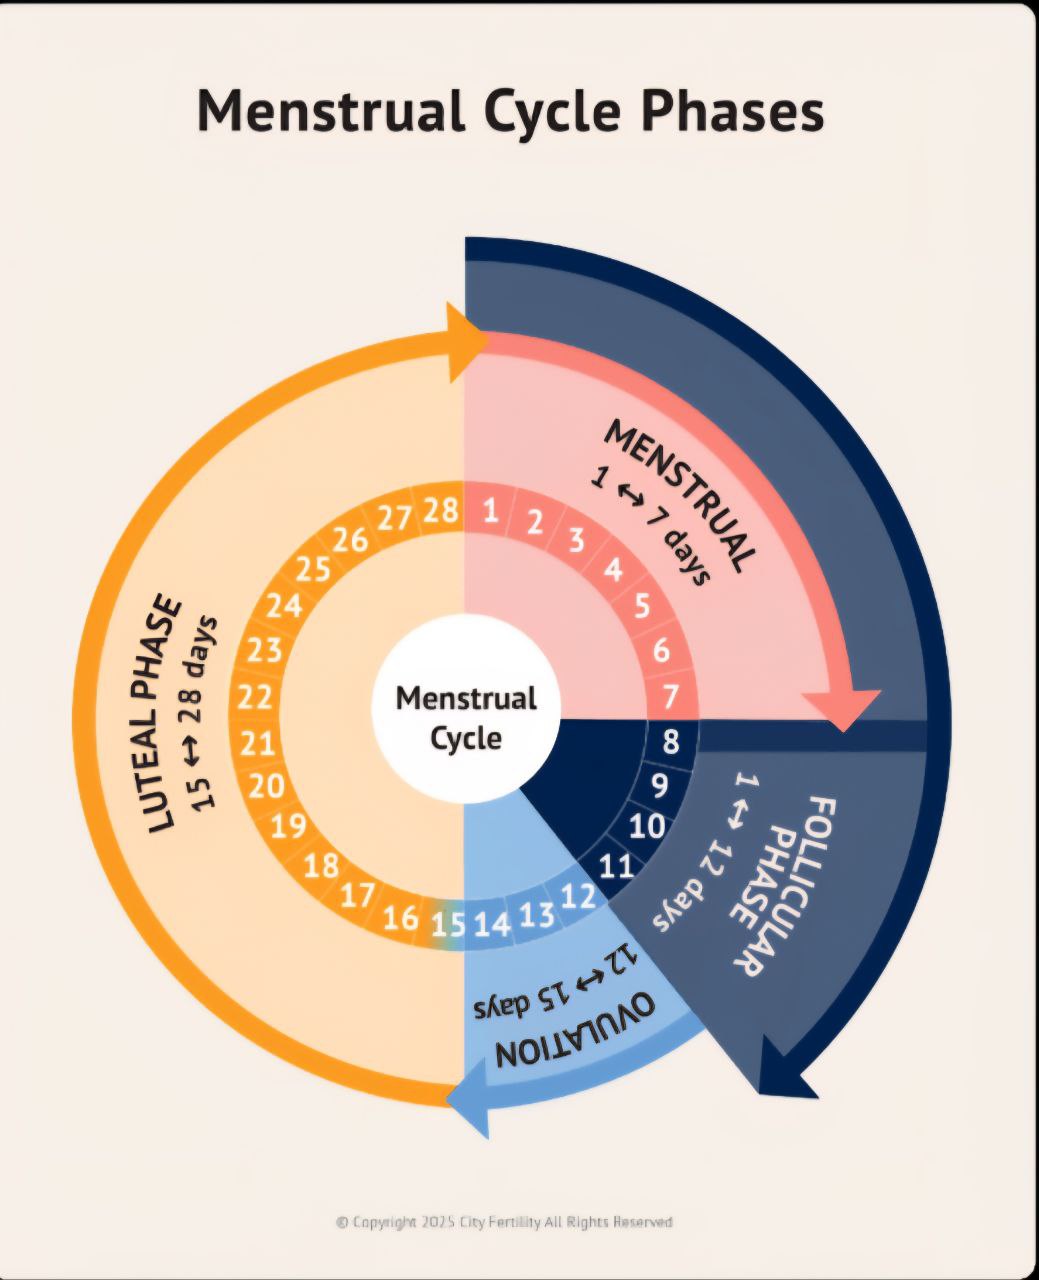 Menstrual Cycle Phases
MENSTRUAL
1 ↔ 7 days
FOLLICULAR
PHASE
1 ↔ 12 days
OVULATION
12 ↔ 15 days
LUTEAL PHASE
15 ↔ 28 days
1
2
3
4
5
6
7
8
9
10
11
12
13
14
15
16
17
18
19
20
21
22
23
24
25
26
27
28
Menstrual
Cycle
© Copyright 2025 City Fertility All Rights Reserved